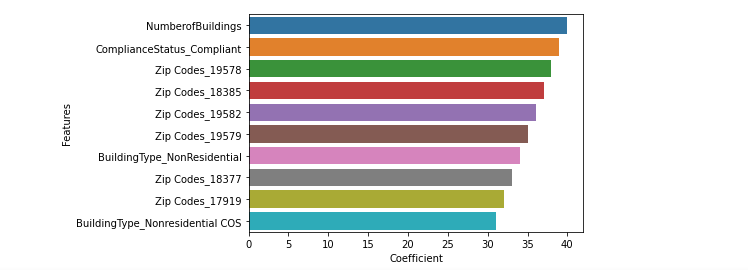 NumberofBuildings
ComplianceStatus_Compliant
Zip Codes_19578
Zip Codes_18385
Zip Codes_19582
Zip Codes_19579
BuildingType_NonResidential
Zip Codes_18377
Zip Codes_17919
BuildingType_Nonresidential COS
Features
0 5 10 15 20 25 30 35 40
Coefficient